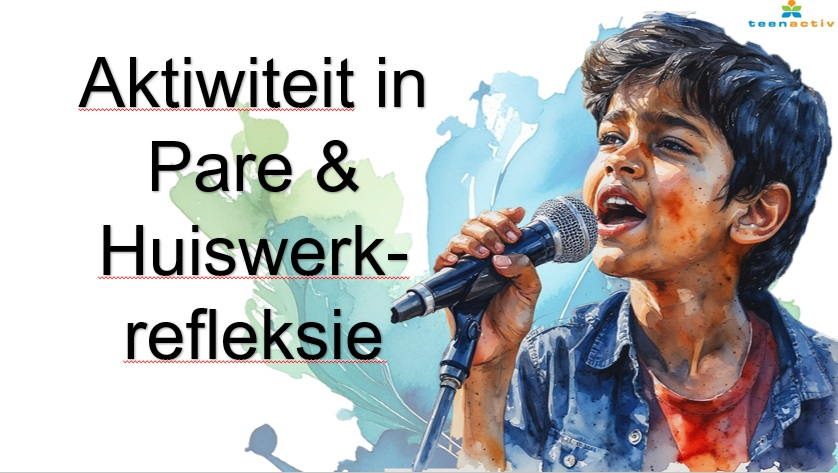 teenactiv
Aktiwiteit in
Pare &
Huiswerk-
refleksie